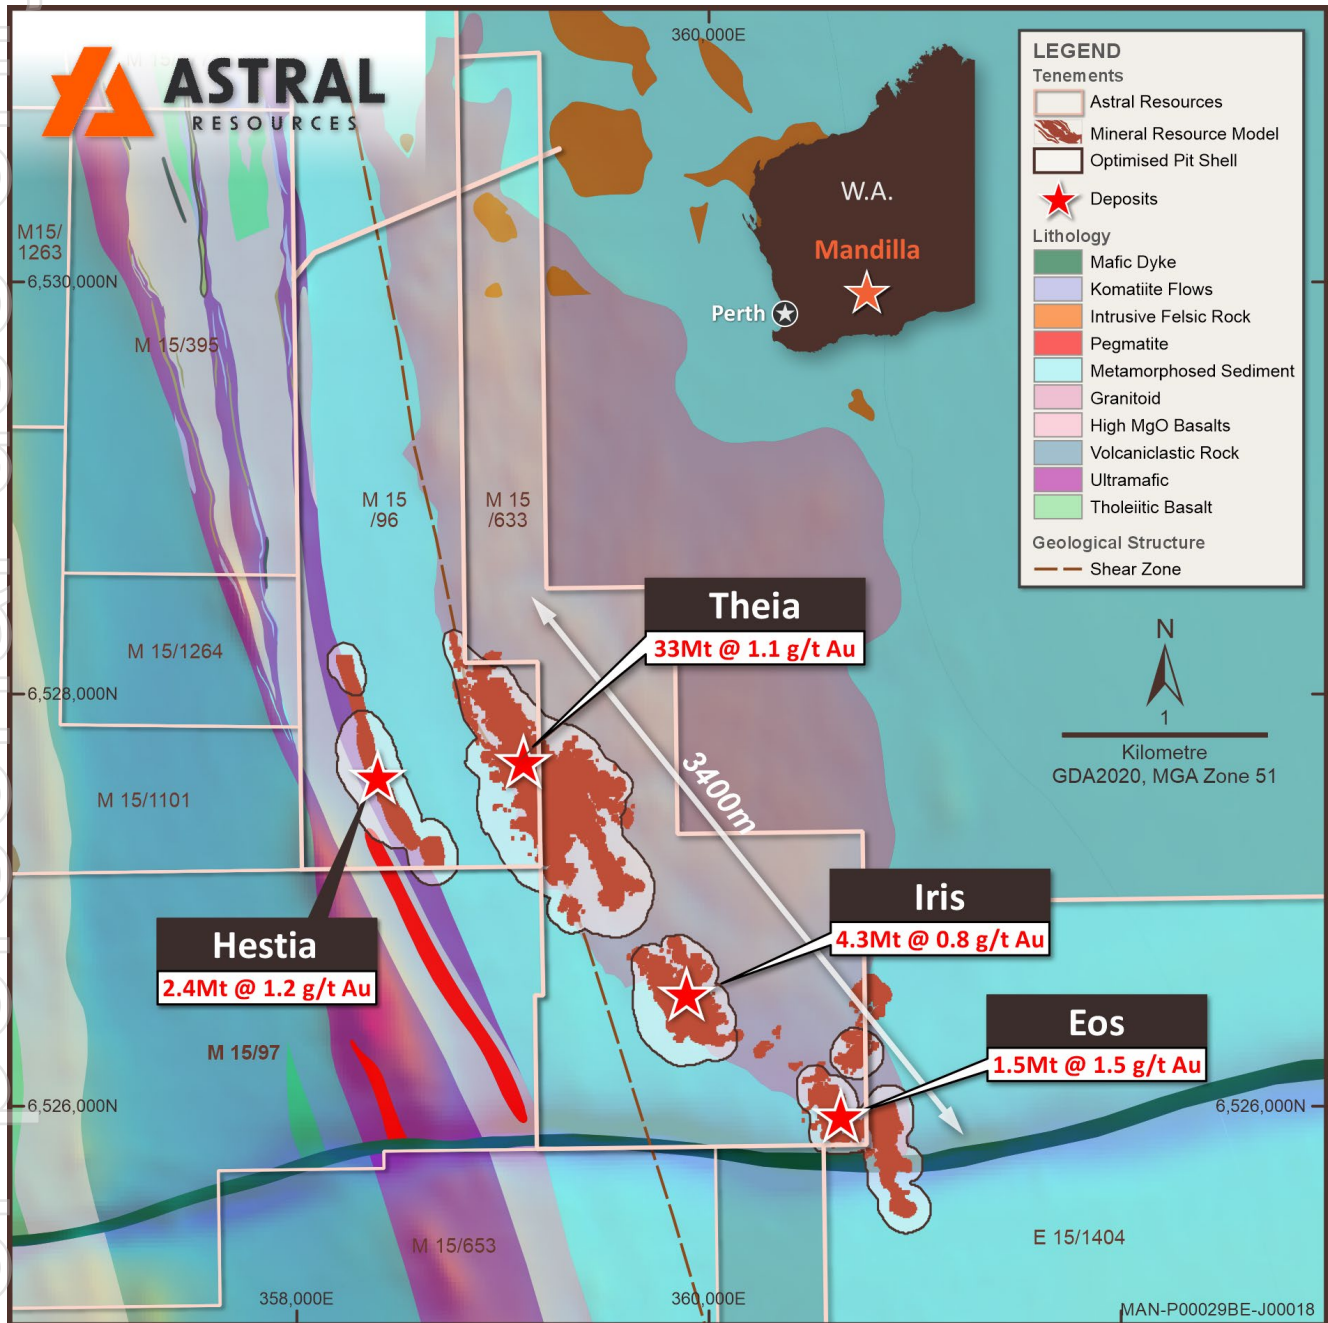 ASTRAL
RESOURCES
360,000E
LEGEND
Tenements
Astral Resources
Mineral Resource Model
Optimised Pit Shell
Deposits
Lithology
Mafic Dyke
Komatiite Flows
Intrusive Felsic Rock
Pegmatite
Metamorphosed Sediment
Granitoid
High MgO Basalts
Volcaniclastic Rock
Ultramafic
Tholeiitic Basalt
Geological Structure
Shear Zone
W.A.
Mandilla
Perth
M15/
1263
6,530,000N
M 15/395
M 15
/96
M 15
/633
Theia
33Mt @ 1.1 g/t Au
N
1
Kilometre
GDA2020, MGA Zone 51
M 15/1264
6,528,000N
3400m
M 15/1101
Iris
4.3Mt @ 0.8 g/t Au
Hestia
2.4Mt @ 1.2 g/t Au
Eos
1.5Mt @ 1.5 g/t Au
M 15/97
6,526,000N
6,526,000N
M 15/653
E 15/1404
358,000E
360,000E
MAN-P00029BE-J00018